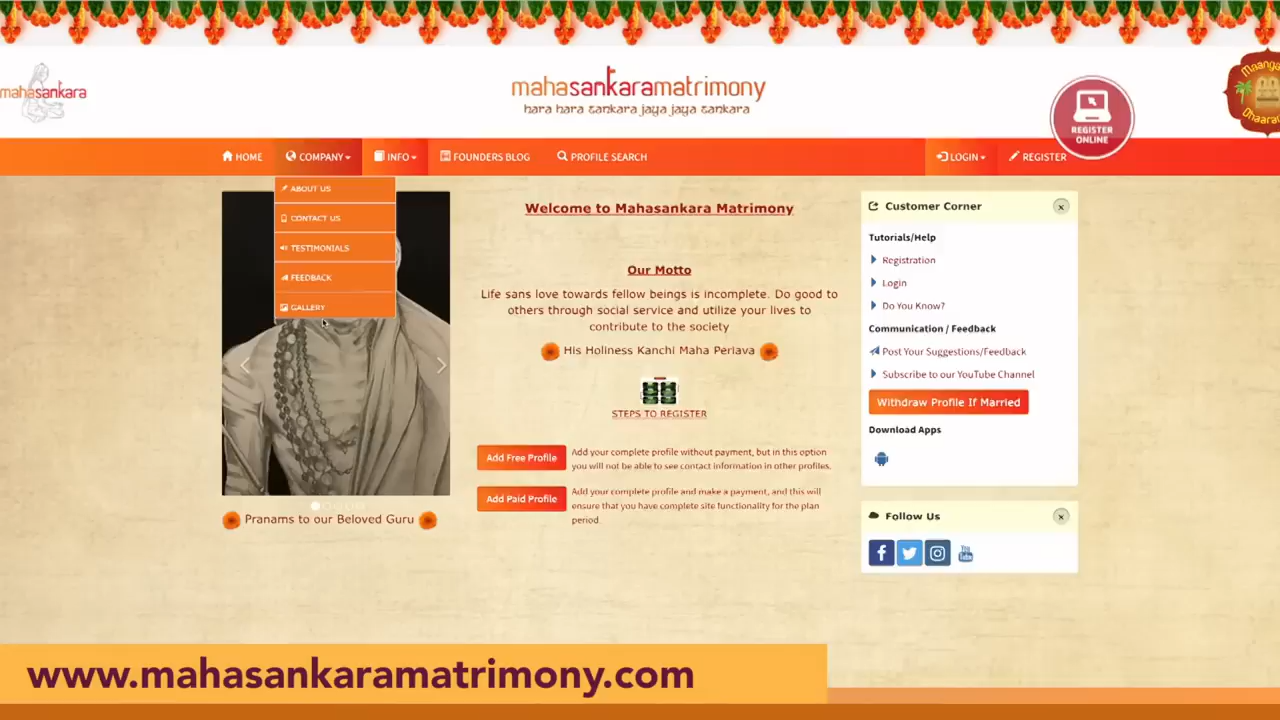 mahasankara
mahasankaramatrimony
hara hara sankara jaya jaya sankara
REGISTER
ONLINE
Maangalya
Dhaaranam
HOME
COMPANY
INFO
FOUNDERS BLOG
PROFILE SEARCH
LOGIN
REGISTER
ABOUT US
CONTACT US
TESTIMONIALS
FEEDBACK
GALLERY
Pranams to our Beloved Guru
Welcome to Mahasankara Matrimony
Our Motto
Life sans love towards fellow beings is incomplete. Do good to
others through social service and utilize your lives to
contribute to the society
His Holiness Kanchi Maha Periava
STEPS TO REGISTER
Add Free Profile
Add your complete profile without payment, but in this option
you will not be able to see contact information in other profiles.
Add Paid Profile
Add your complete profile and make a payment, and this will
ensure that you have complete site functionality for the plan
period.
Customer Corner
Tutorials/Help
Registration
Login
Do You Know?
Communication / Feedback
Post Your Suggestions/Feedback
Subscribe to our YouTube Channel
Withdraw Profile If Married
Download Apps
Follow Us
www.mahasankaramatrimony.com